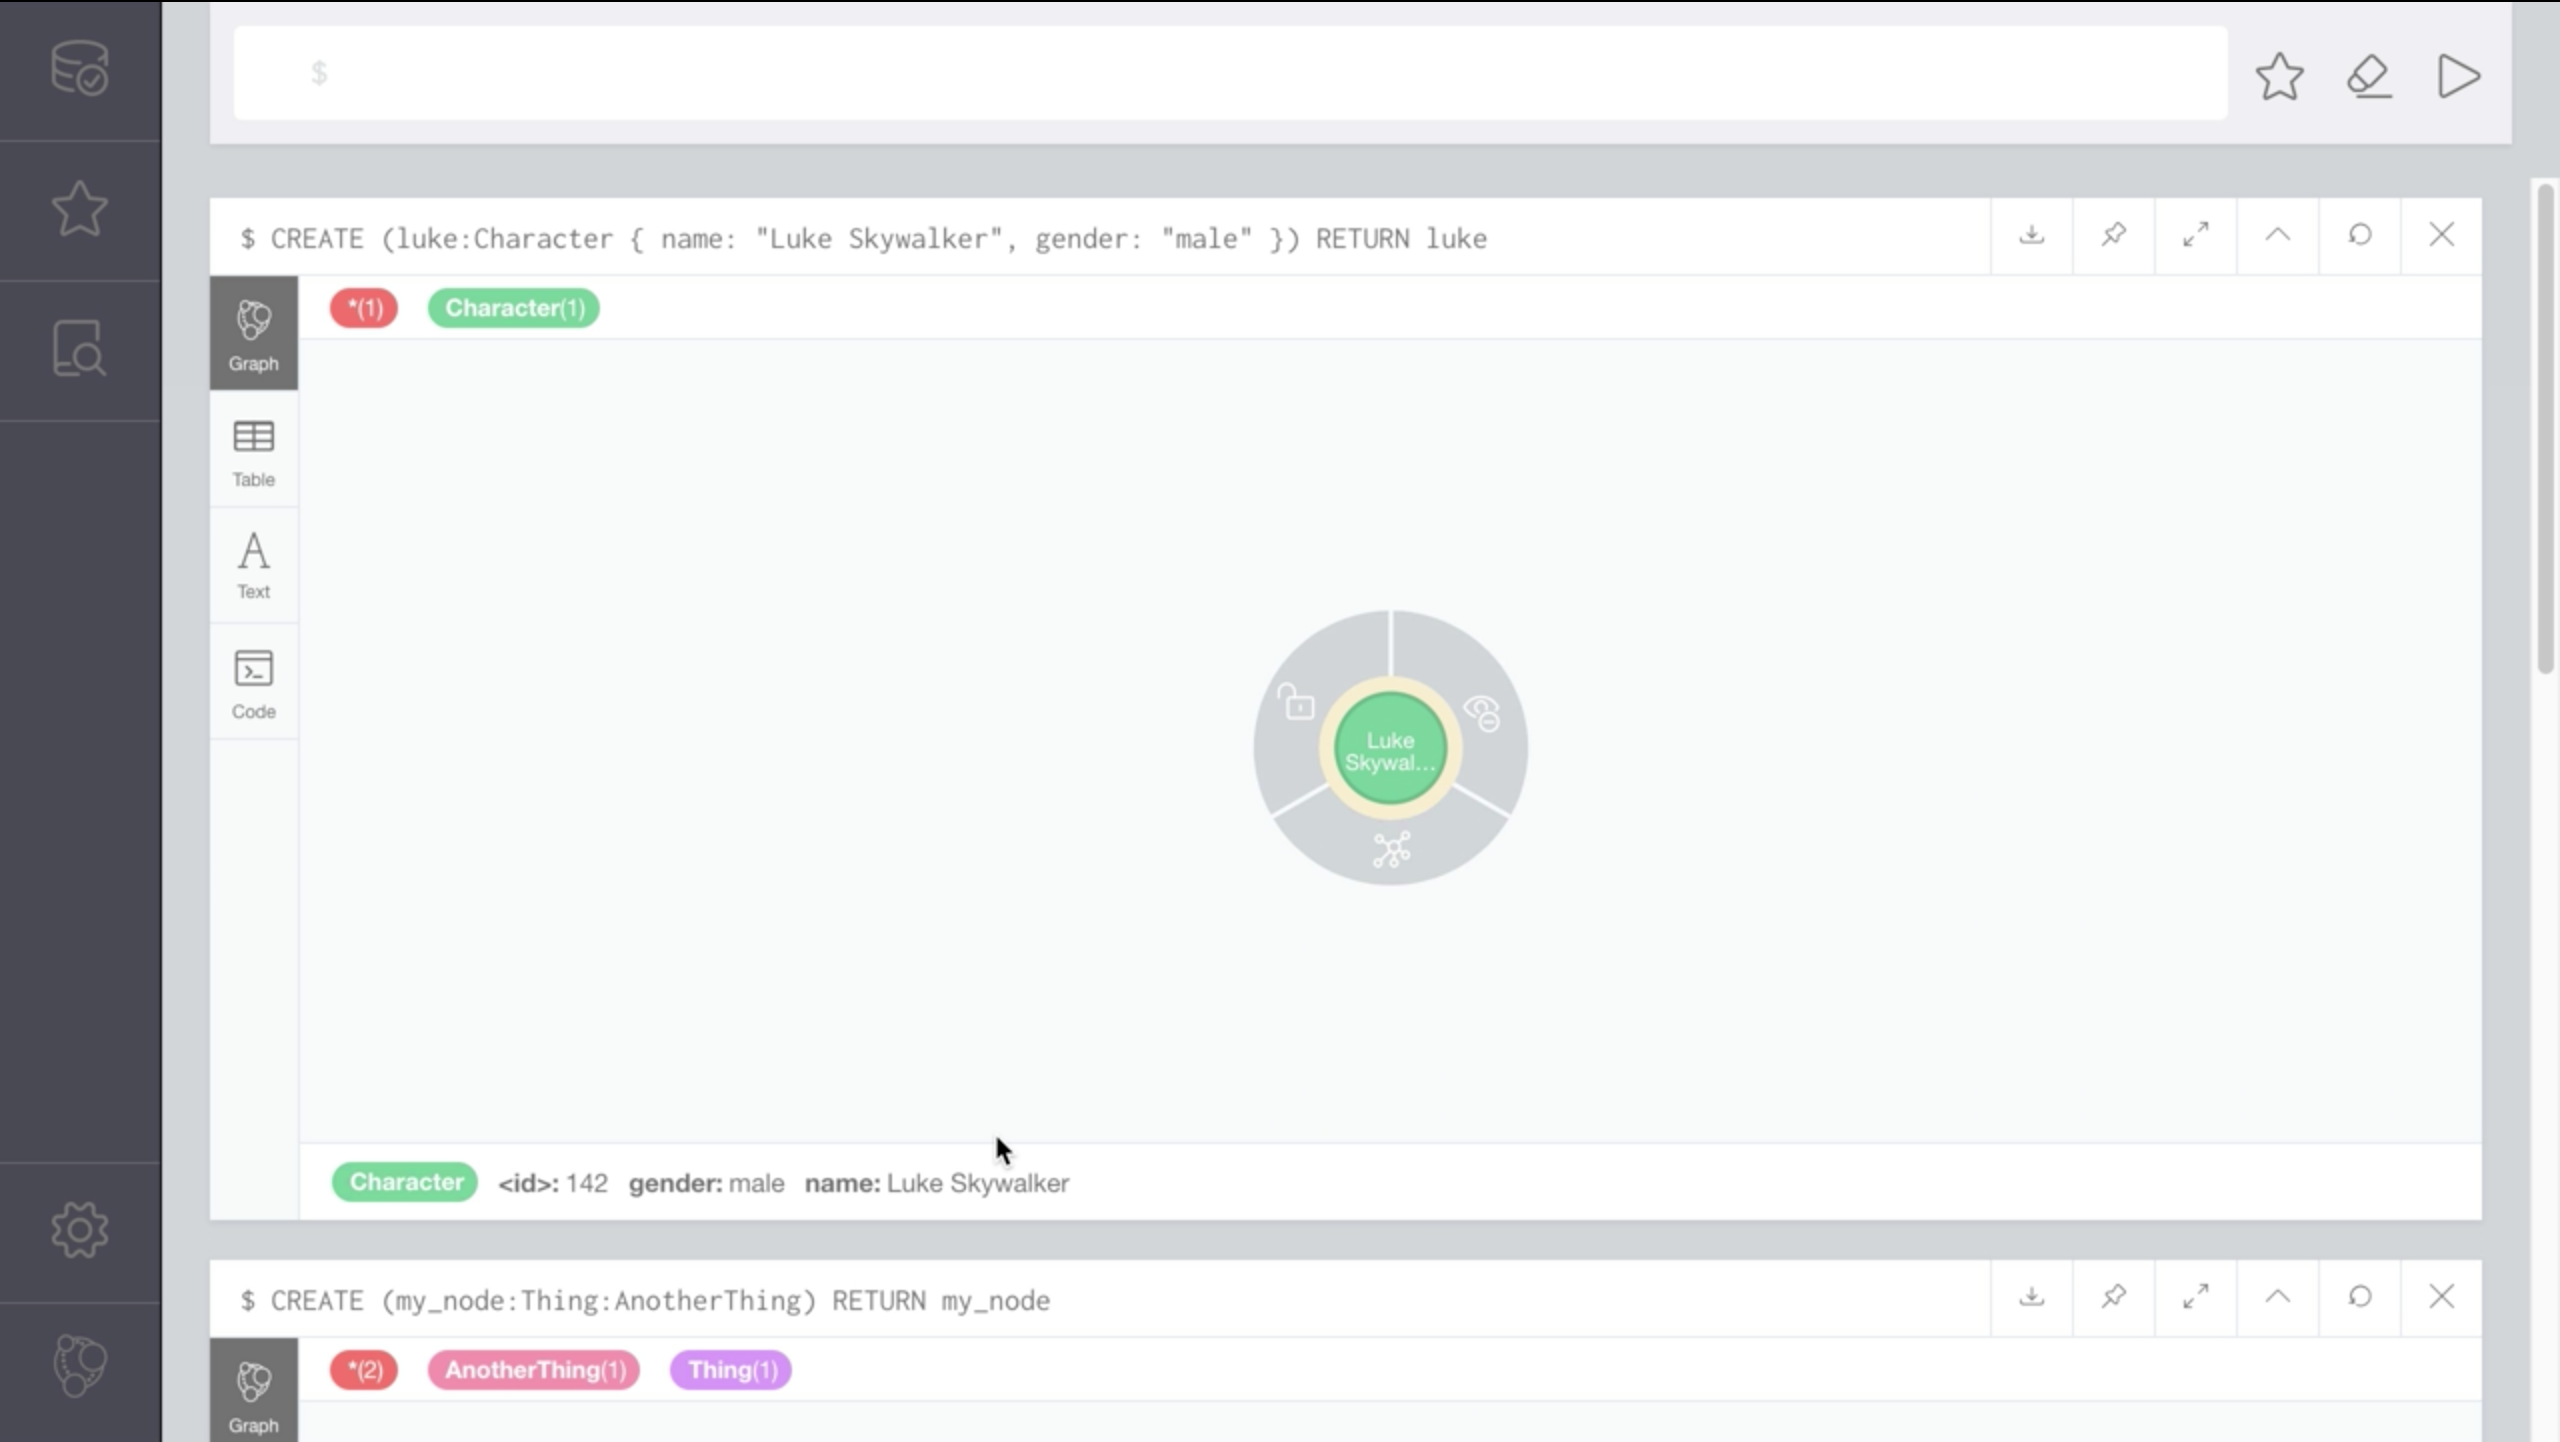 $
$ CREATE (luke:Character { name: "Luke Skywalker", gender: "male" }) RETURN luke
*(1) Character(1)
Graph
Table
Text
Code
Luke
Skywal...
Character <id>: 142 gender: male name: Luke Skywalker
$ CREATE (my_node:Thing:AnotherThing) RETURN my_node
*(2) AnotherThing(1) Thing(1)
Graph